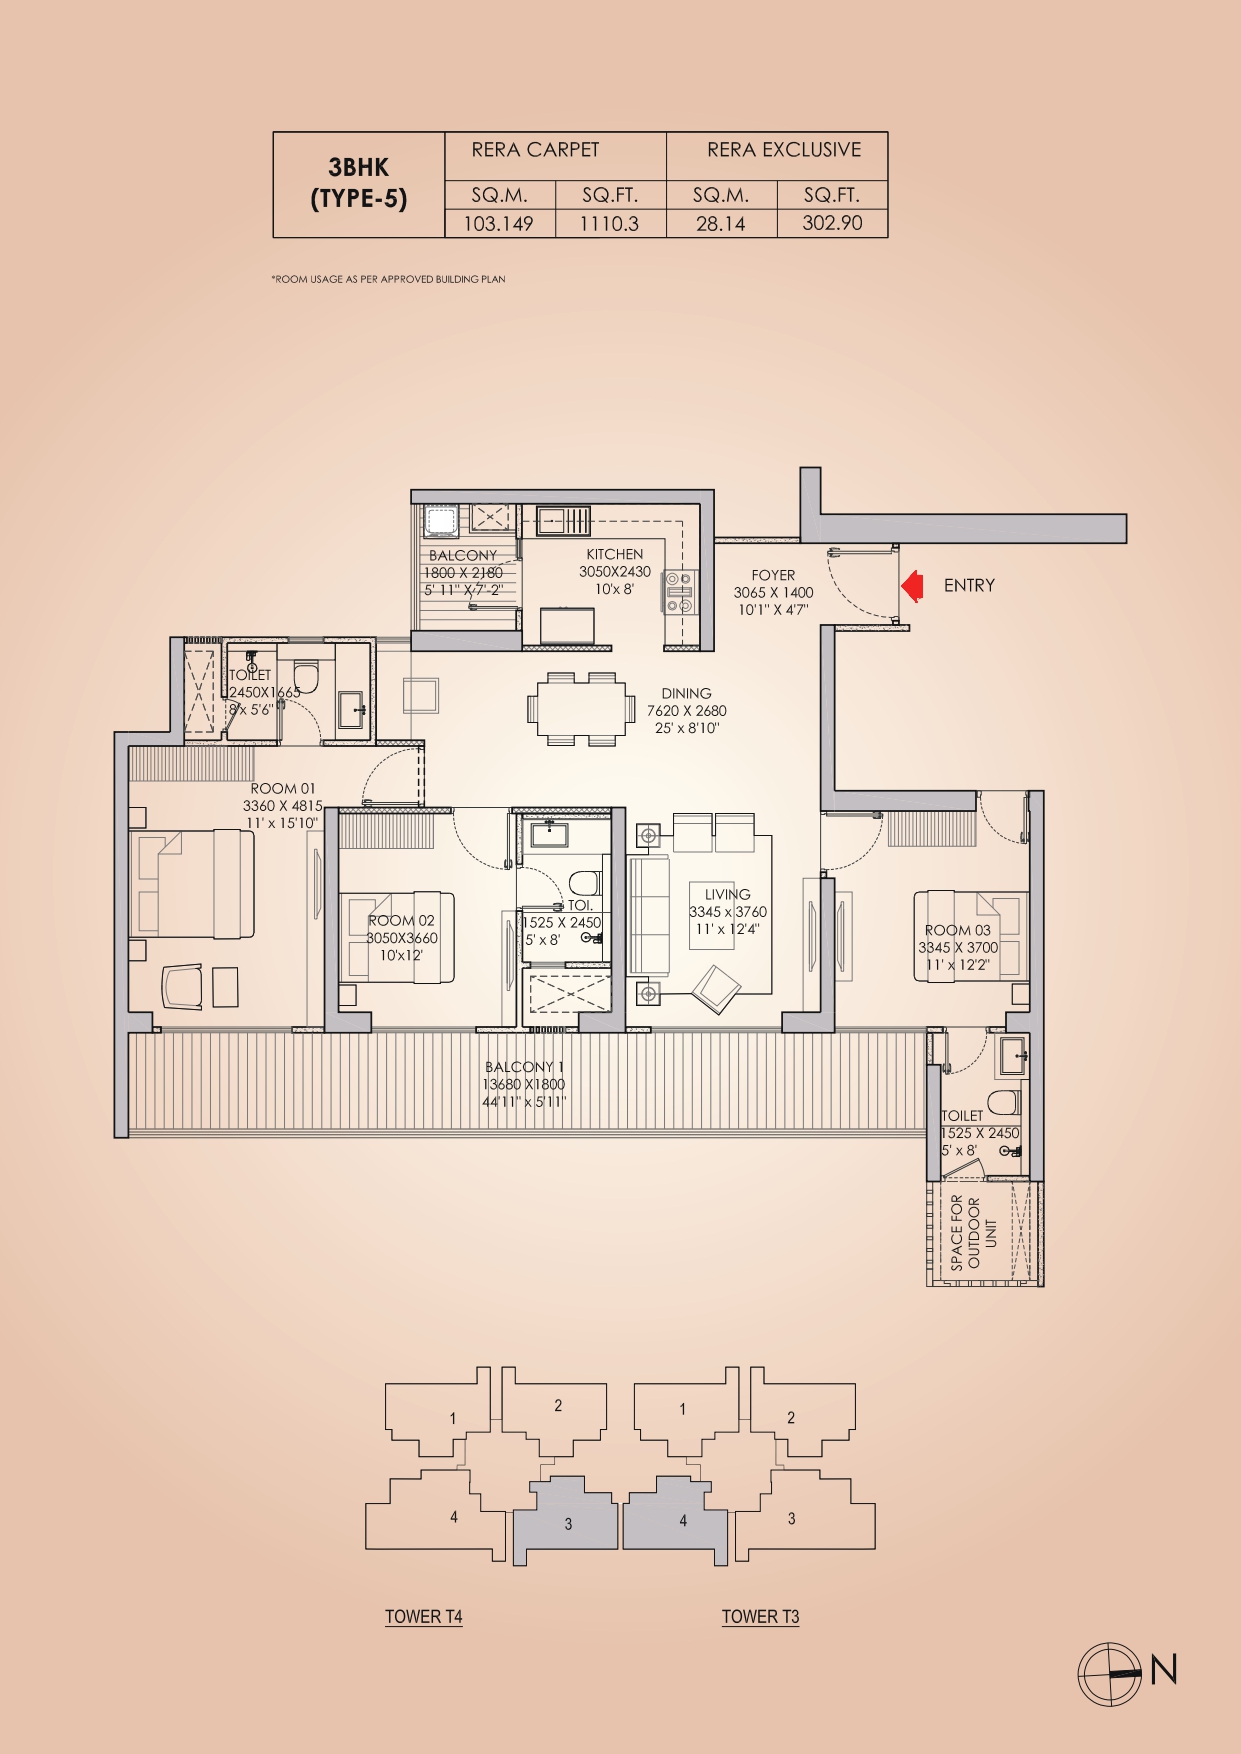 3BHK
(TYPE-5)
RERA CARPET
RERA EXCLUSIVE
SQ.M.
SQ.FT.
SQ.M.
SQ.FT.
103.149
1110.3
28.14
302.90
*ROOM USAGE AS PER APPROVED BUILDING PLAN
BALCONY
1800 X 2180
5' 11" X 7'-2"
KITCHEN
3050X2430
10'x 8'
FOYER
3065 X 1400
10'1" X 4'7"
ENTRY
TOILET
2450X1665
8'x 5'6"
DINING
7620 X 2680
25' x 8'10"
ROOM 01
3360 X 4815
11' x 15'10"
ROOM 02
3050X3660
10'x12'
TOI.
1525 X 2450
5' x 8'
LIVING
3345 x 3760
11' x 12'4"
ROOM 03
3345 X 3700
11' x 12'2"
BALCONY 1
13680 X1800
44'11" x 5'11"
TOILET
1525 X 2450
5' x 8'
SPACE FOR
OUTDOOR
UNIT
1
2
1
2
4
3
4
3
TOWER T4
TOWER T3
N